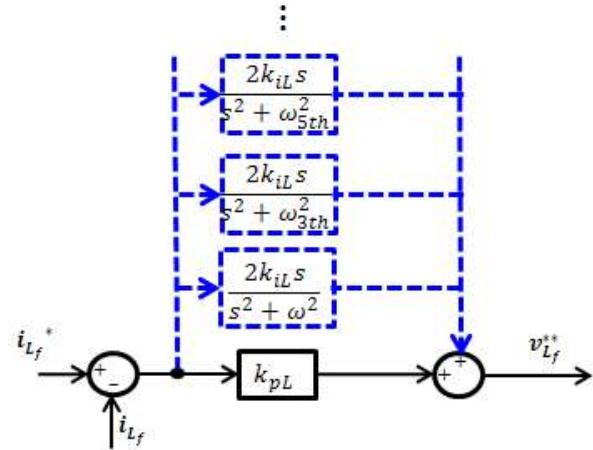 ⋮
2k_{iL}s
s² + ω²_{5th}
2k_{iL}s
s² + ω²_{3th}
2k_{iL}s
s² + ω²
i_{L_f}* + - k_{pL} + + v_{L_f}^{**}
i_{L_f}